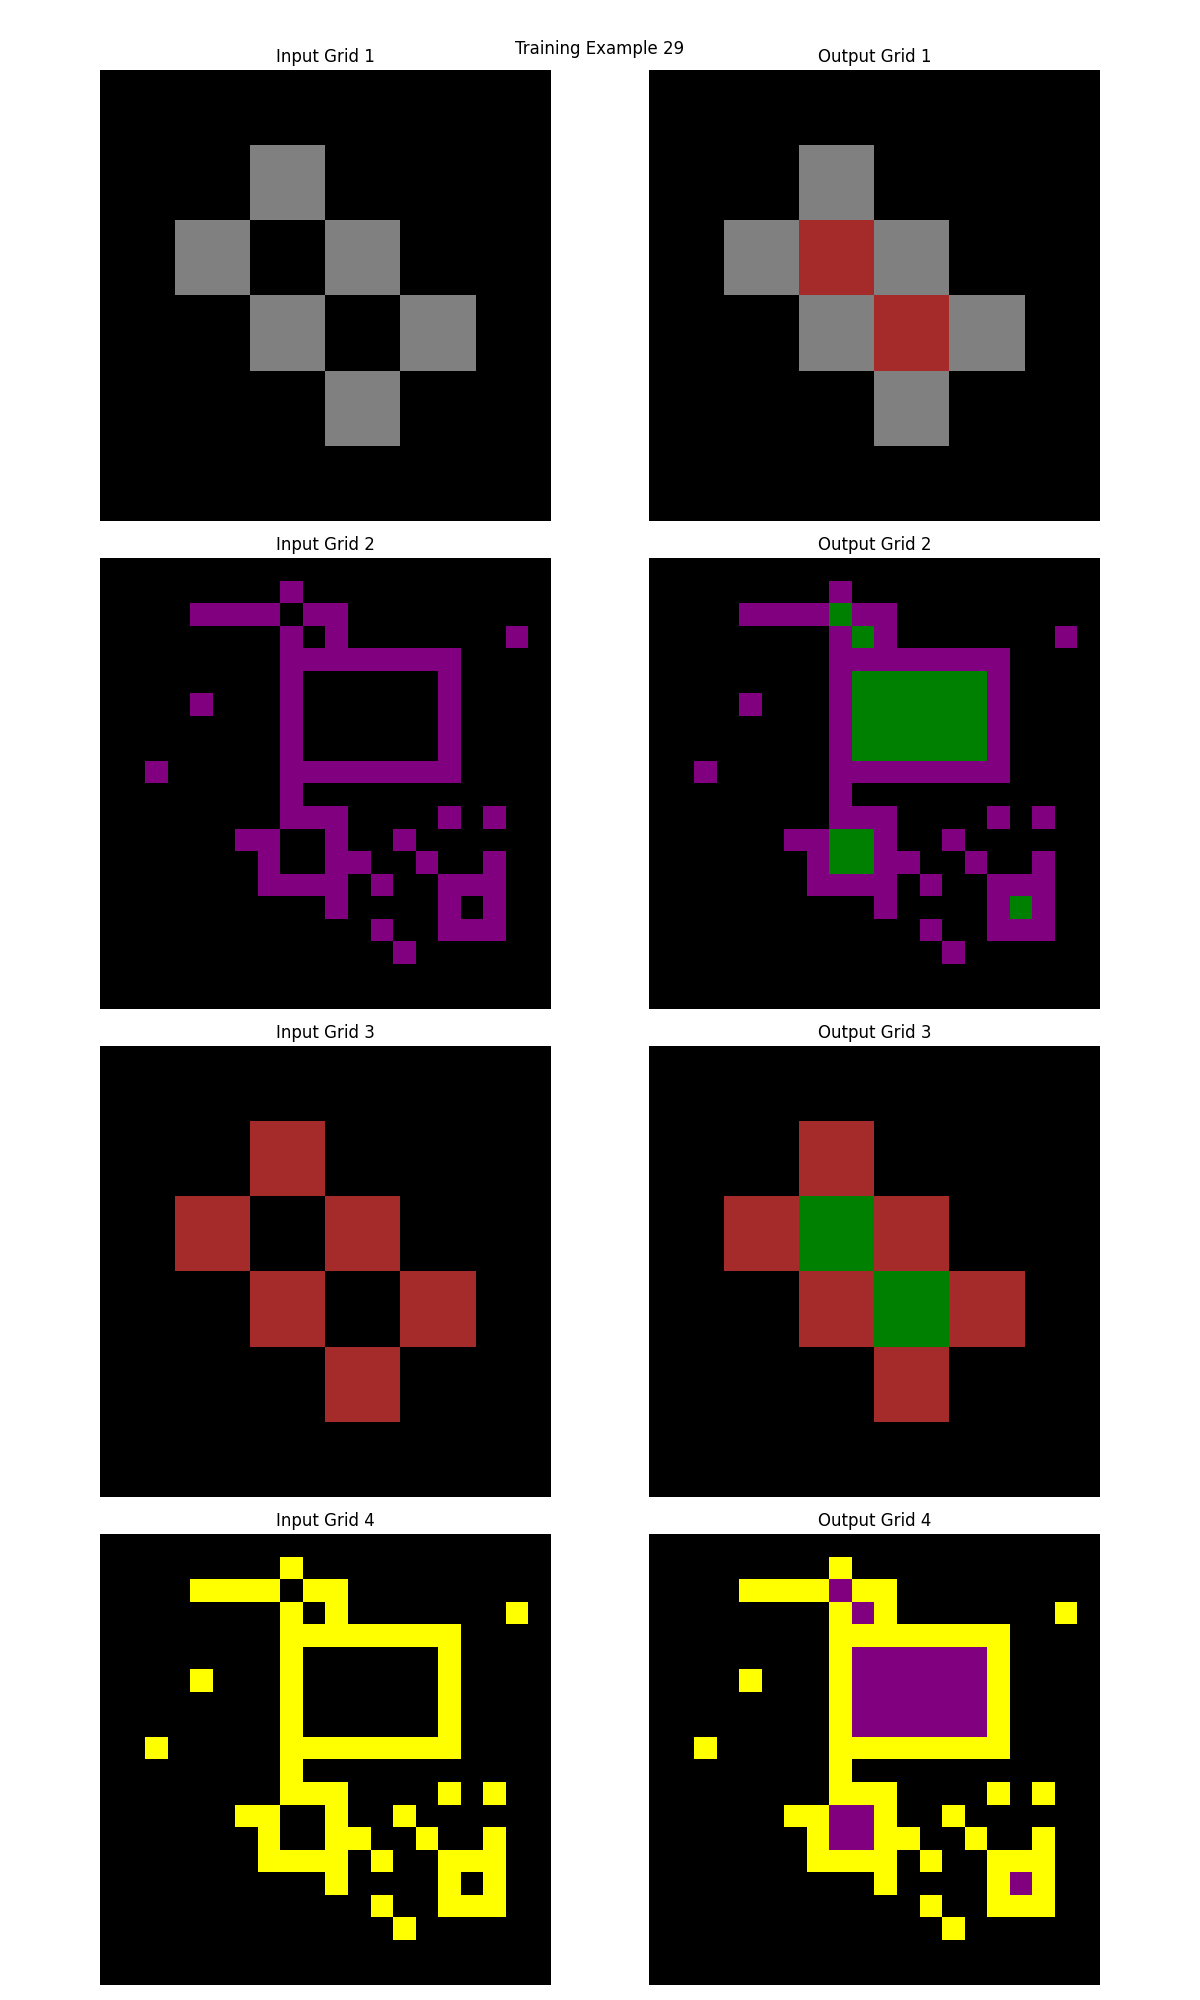 Training Example 29
Input Grid 1
Output Grid 1
Input Grid 2
Output Grid 2
Input Grid 3
Output Grid 3
Input Grid 4
Output Grid 4